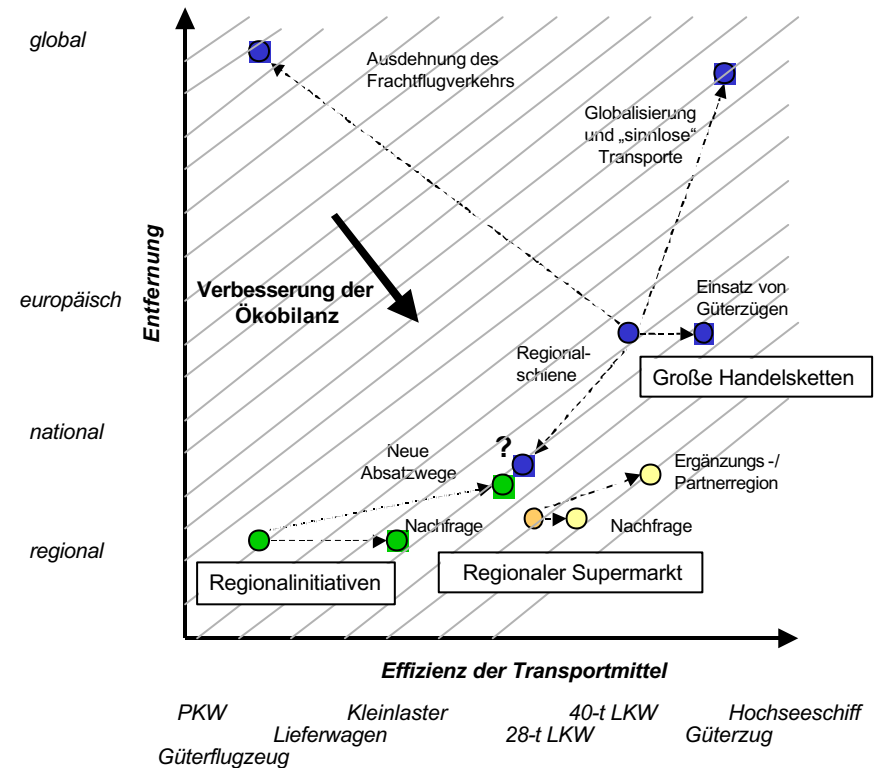 global
Ausdehnung des
Frachtflugverkehrs
Globalisierung
und „sinnlose“
Transporte
Entfernung
europäisch
Verbesserung der
Ökobilanz
Einsatz von
Güterzügen
Regional-
schiene
Große Handelsketten
national
?
Neue
Absatzwege
Ergänzungs -/
Partnerregion
Nachfrage
Nachfrage
regional
Regionalinitiativen
Regionaler Supermarkt
Effizienz der Transportmittel
PKW Kleinlaster 40-t LKW Hochseeschiff
Lieferwagen 28-t LKW Güterzug
Güterflugzeug